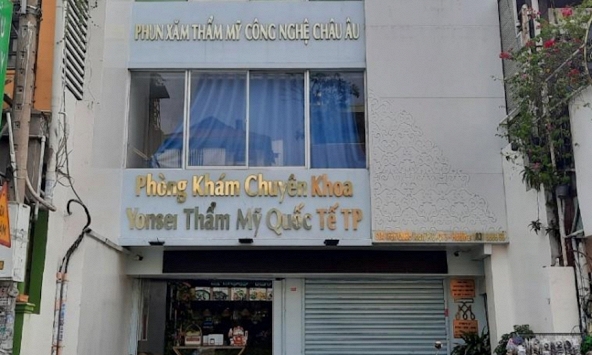 PHUN XĂM THẨM MỸ CÔNG NGHỆ CHÂU ÂU
Phòng Khám Chuyên Khoa
Yonsei Thẩm Mỹ Quốc Tế TP